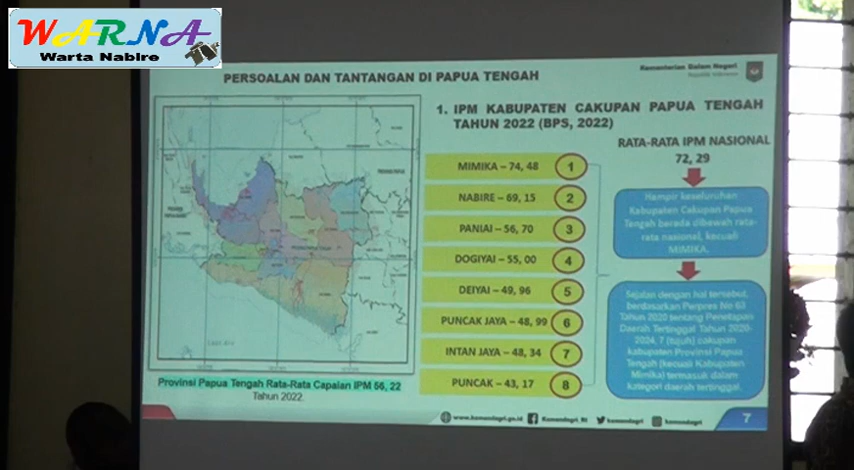 WARNA
Warta Nabire
PERSOALAN DAN TANTANGAN DI PAPUA TENGAH
Kementerian Dalam Negeri
Republik Indonesia
1. IPM KABUPATEN CAKUPAN PAPUA TENGAH
TAHUN 2022 (BPS, 2022)
RATA-RATA IPM NASIONAL
72, 29
MIMIKA – 74, 48 1
NABIRE – 69, 15 2
PANIAI – 56, 70 3
DOGIYAI – 55, 00 4
DEIYAI – 49, 96 5
PUNCAK JAYA – 48, 99 6
INTAN JAYA – 48, 34 7
PUNCAK – 43, 17 8
Hampir keseluruhan
Kabupaten Cakupan Papua
Tengah berada dibawah rata-
rata nasional, kecuali
MIMIKA.
Sejalan dengan hal tersebut,
berdasarkan Perpres No 63
Tahun 2020 tentang Penetapan
Daerah Tertinggal Tahun 2020-
2024, 7 (tujuh) cakupan
kabupaten Provinsi Papua
Tengah (kecuali Kabupaten
Mimika) termasuk dalam
kategori daerah tertinggal.
Provinsi Papua Tengah Rata-Rata Capaian IPM 56, 22
Tahun 2022.
www.kemendagri.go.id Kemendagri, RI kemendagri kemendagri 7